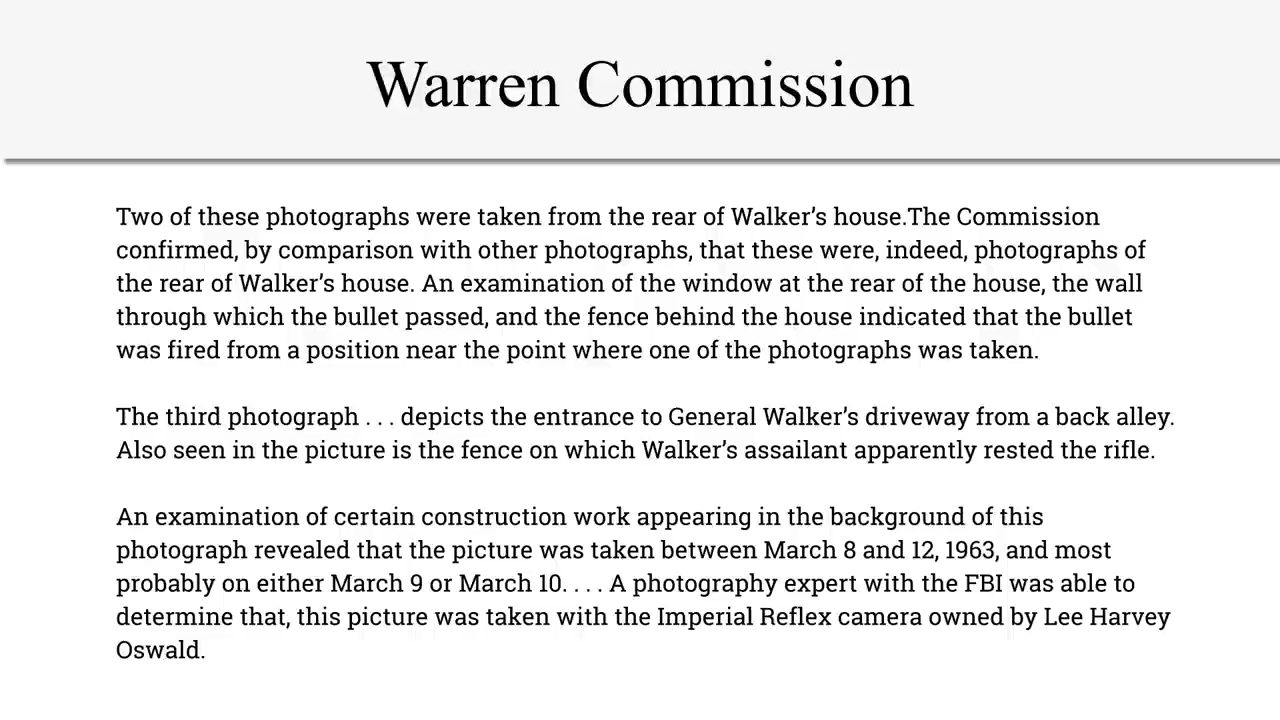 Warren Commission
Two of these photographs were taken from the rear of Walker’s house.The Commission
confirmed, by comparison with other photographs, that these were, indeed, photographs of
the rear of Walker’s house. An examination of the window at the rear of the house, the wall
through which the bullet passed, and the fence behind the house indicated that the bullet
was fired from a position near the point where one of the photographs was taken.
The third photograph . . . depicts the entrance to General Walker’s driveway from a back alley.
Also seen in the picture is the fence on which Walker’s assailant apparently rested the rifle.
An examination of certain construction work appearing in the background of this
photograph revealed that the picture was taken between March 8 and 12, 1963, and most
probably on either March 9 or March 10. . . . A photography expert with the FBI was able to
determine that, this picture was taken with the Imperial Reflex camera owned by Lee Harvey
Oswald.